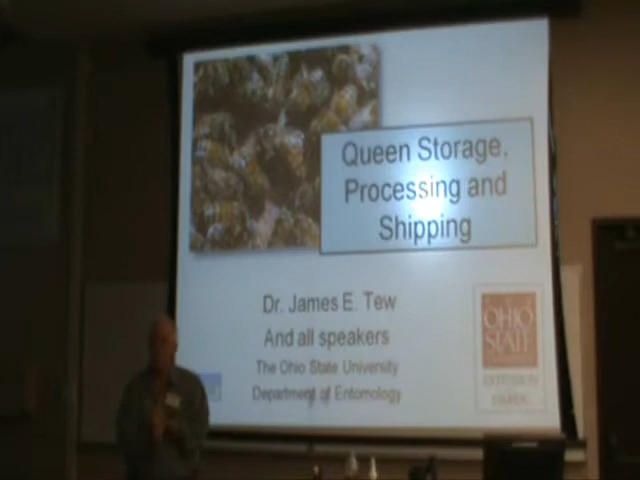 Queen Storage,
Processing and
Shipping
Dr. James E. Tew
And all speakers
The Ohio State University
Department of Entomology
OHIO
STATE
EXTENSION